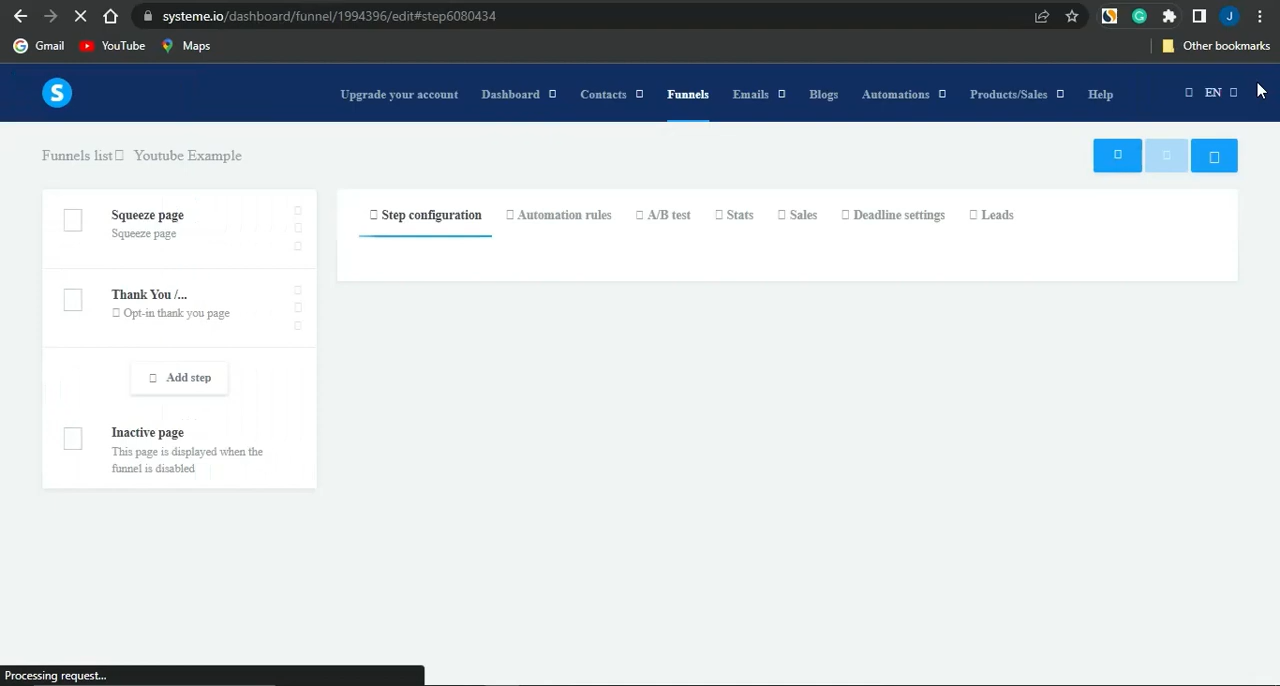 systeme.io/dashboard/funnel/1994396/edit#step6080434
J
Gmail YouTube Maps Other bookmarks
S Upgrade your account Dashboard Contacts Funnels Emails Blogs Automations Products/Sales Help EN
Funnels list Youtube Example
Squeeze page
Squeeze page
Thank You /...
Opt-in thank you page
Add step
Inactive page
This page is displayed when the
funnel is disabled
Step configuration Automation rules A/B test Stats Sales Deadline settings Leads
Processing request...